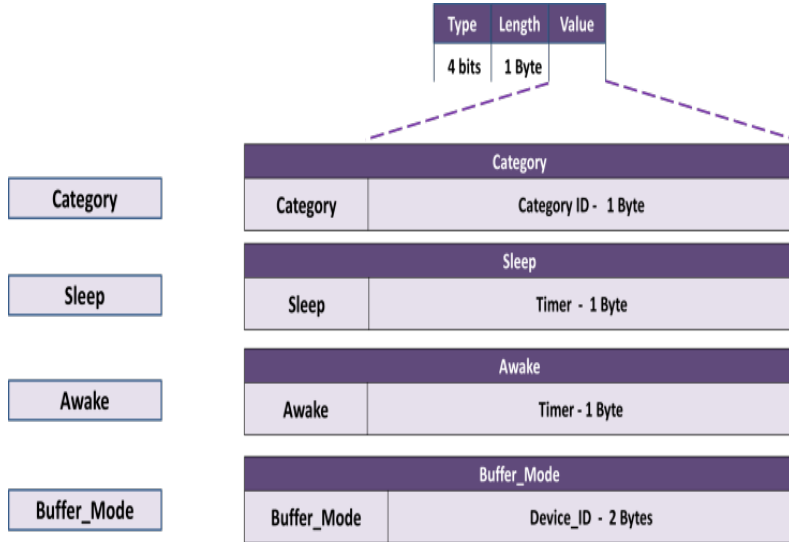 Type Length Value
4 bits 1 Byte
Category
Category Category Category ID - 1 Byte
Sleep
Sleep Sleep Timer - 1 Byte
Awake
Awake Awake Timer - 1 Byte
Buffer_Mode
Buffer_Mode Buffer_Mode Device_ID - 2 Bytes